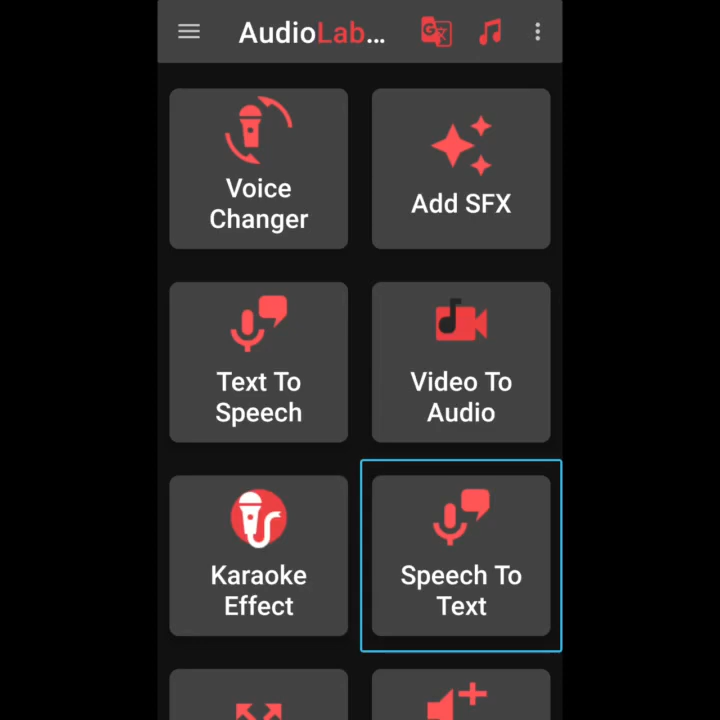 AudioLab...
Voice
Changer
Add SFX
Text To
Speech
Video To
Audio
Karaoke
Effect
Speech To
Text